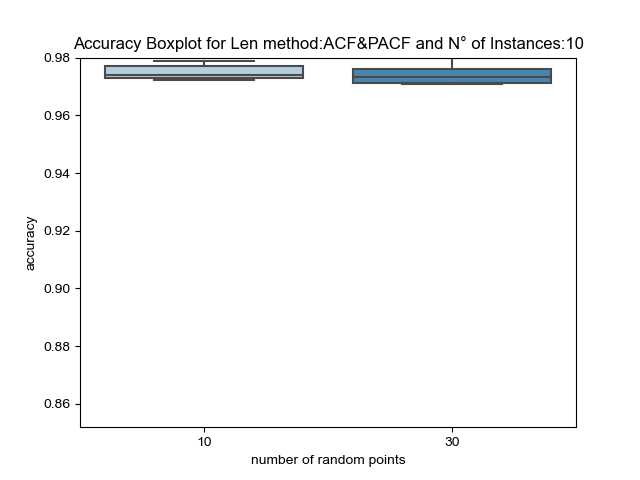 Accuracy Boxplot for Len method:ACF&PACF and N° of Instances:10
0.98
0.96
0.94
0.92
0.90
0.88
0.86
accuracy
10 30
number of random points